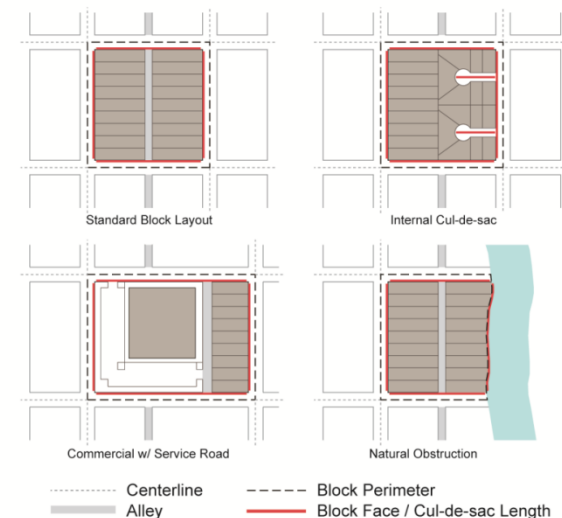 Standard Block Layout
Internal Cul-de-sac
Commercial w/ Service Road
Natural Obstruction
Centerline
Block Perimeter
Alley
Block Face / Cul-de-sac Length